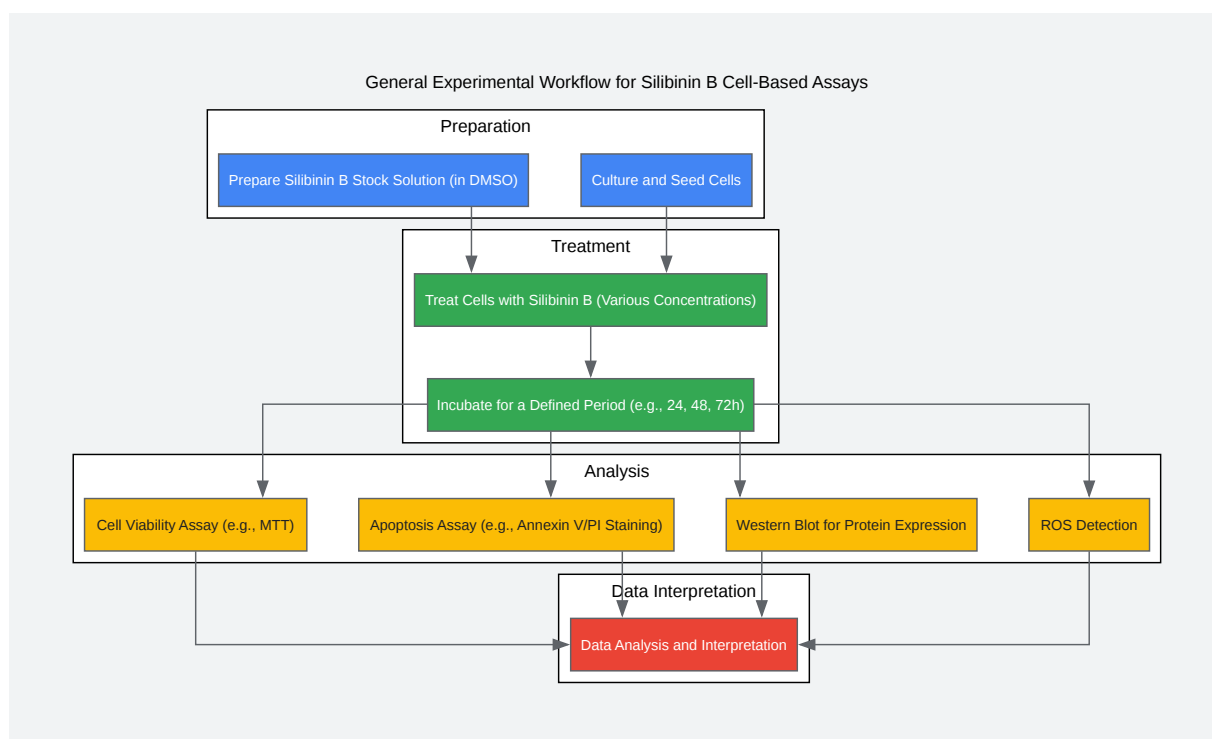 General Experimental Workflow for Silibinin B Cell-Based Assays
Preparation
Prepare Silibinin B Stock Solution (in DMSO)
Culture and Seed Cells
Treatment
Treat Cells with Silibinin B (Various Concentrations)
Incubate for a Defined Period (e.g., 24, 48, 72h)
Analysis
Cell Viability Assay (e.g., MTT)
Apoptosis Assay (e.g., Annexin V/PI Staining)
Western Blot for Protein Expression
ROS Detection
Data Interpretation
Data Analysis and Interpretation